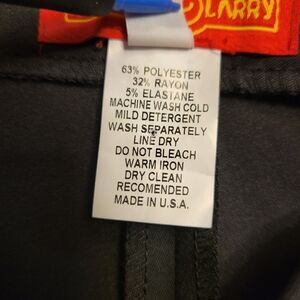 LARRY
63% POLYESTER
32% RAYON
5% ELASTANE
MACHINE WASH COLD
MILD DETERGENT
WASH SEPARATELY
LINE DRY
DO NOT BLEACH
WARM IRON
DRY CLEAN
RECOMENDED
MADE IN U.S.A.